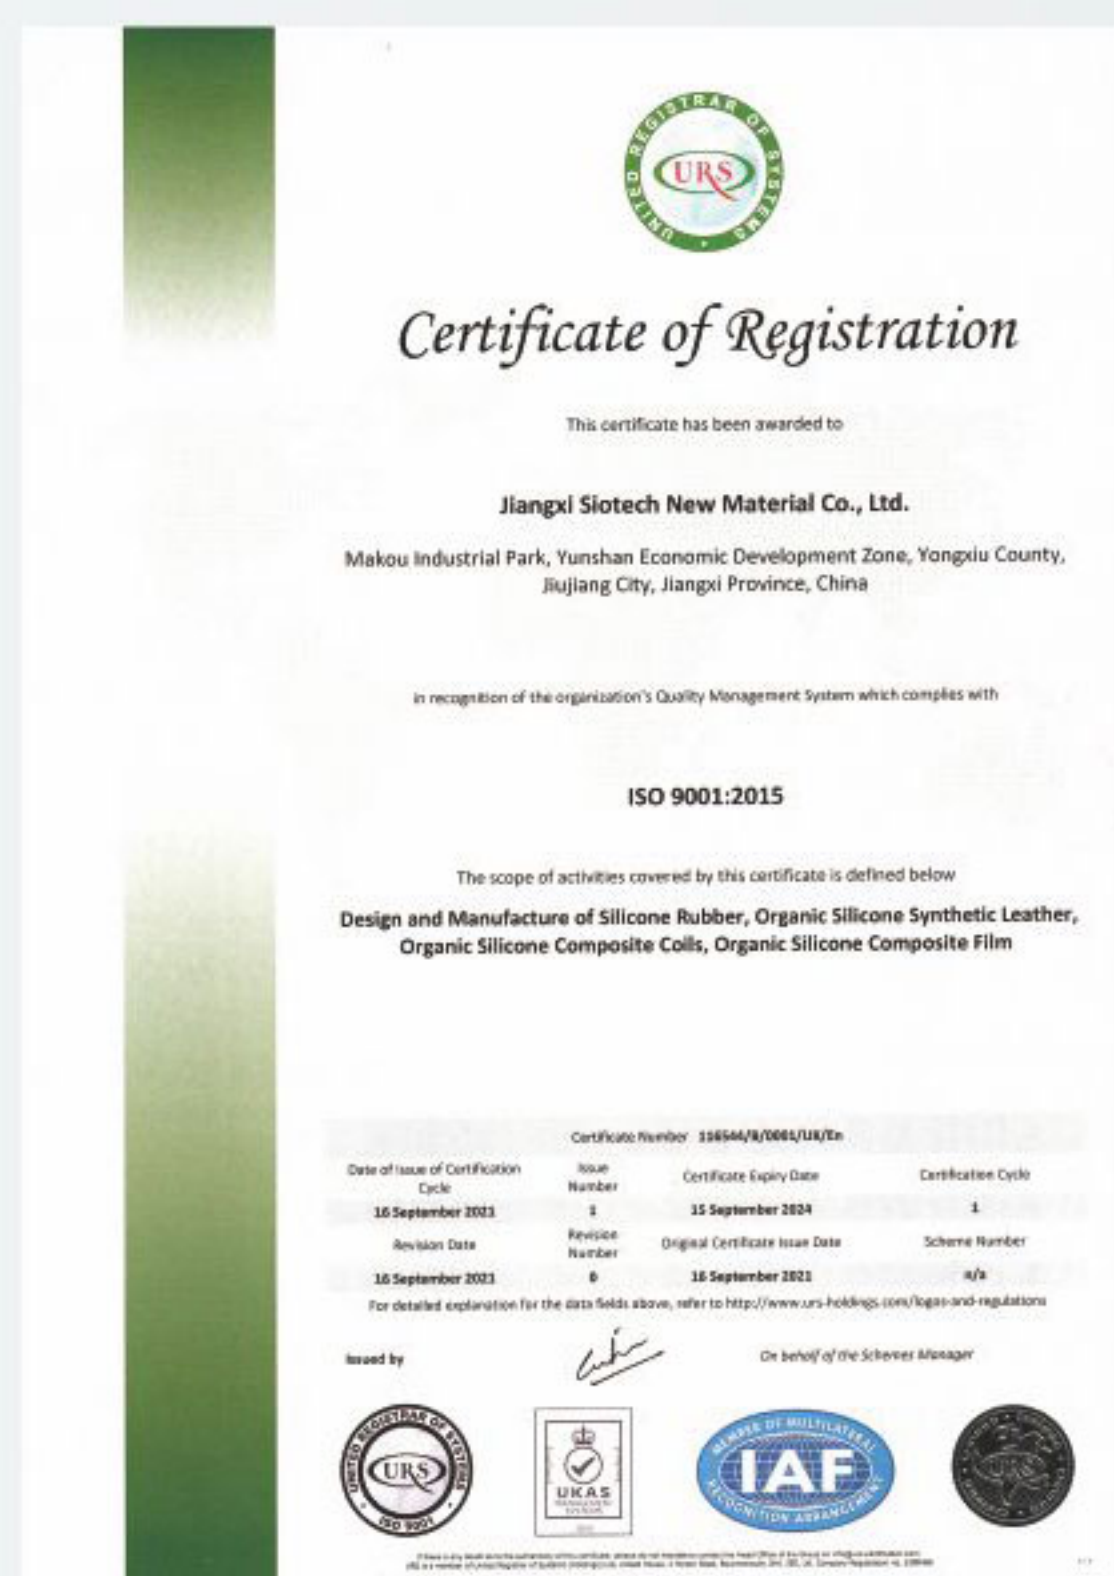 UNITED REGISTRAR OF SYSTEMS
URS
Certificate of Registration
This certificate has been awarded to
Jiangxi Siotech New Material Co., Ltd.
Makou Industrial Park, Yunshan Economic Development Zone, Yongxiu County,
Jiujiang City, Jiangxi Province, China
in recognition of the organization's Quality Management System which complies with
ISO 9001:2015
The scope of activities covered by this certificate is defined below
Design and Manufacture of Silicone Rubber, Organic Silicone Synthetic Leather,
Organic Silicone Composite Coils, Organic Silicone Composite Film
Certificate Number 116544/B/0001/UK/En
Date of Issue of Certification Cycle
Issue Number
Certificate Expiry Date
Certification Cycle
16 September 2021
1
15 September 2024
1
Revision Date
Revision Number
Original Certificate Issue Date
Scheme Number
16 September 2021
0
16 September 2021
n/a
For detailed explanation for the data fields above, refer to http://www.urs-holdings.com/logos-and-regulations
Issued by
On behalf of the Schemes Manager
UNITED REGISTRAR OF SYSTEMS
URS
ISO 9001
UKAS
MANAGEMENT
SYSTEMS
MEMBER OF MULTILATERAL
IAF
RECOGNITION ARRANGEMENT
URS